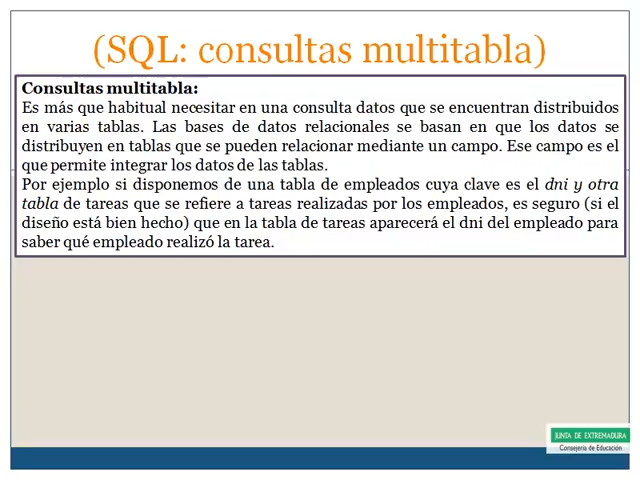 (SQL: consultas multitabla)
Consultas multitabla:
Es más que habitual necesitar en una consulta datos que se encuentran distribuidos
en varias tablas. Las bases de datos relacionales se basan en que los datos se
distribuyen en tablas que se pueden relacionar mediante un campo. Ese campo es el
que permite integrar los datos de las tablas.
Por ejemplo si disponemos de una tabla de empleados cuya clave es el dni y otra
tabla de tareas que se refiere a tareas realizadas por los empleados, es seguro (si el
diseño está bien hecho) que en la tabla de tareas aparecerá el dni del empleado para
saber qué empleado realizó la tarea.
JUNTA DE EXTREMADURA
Consejería de Educación